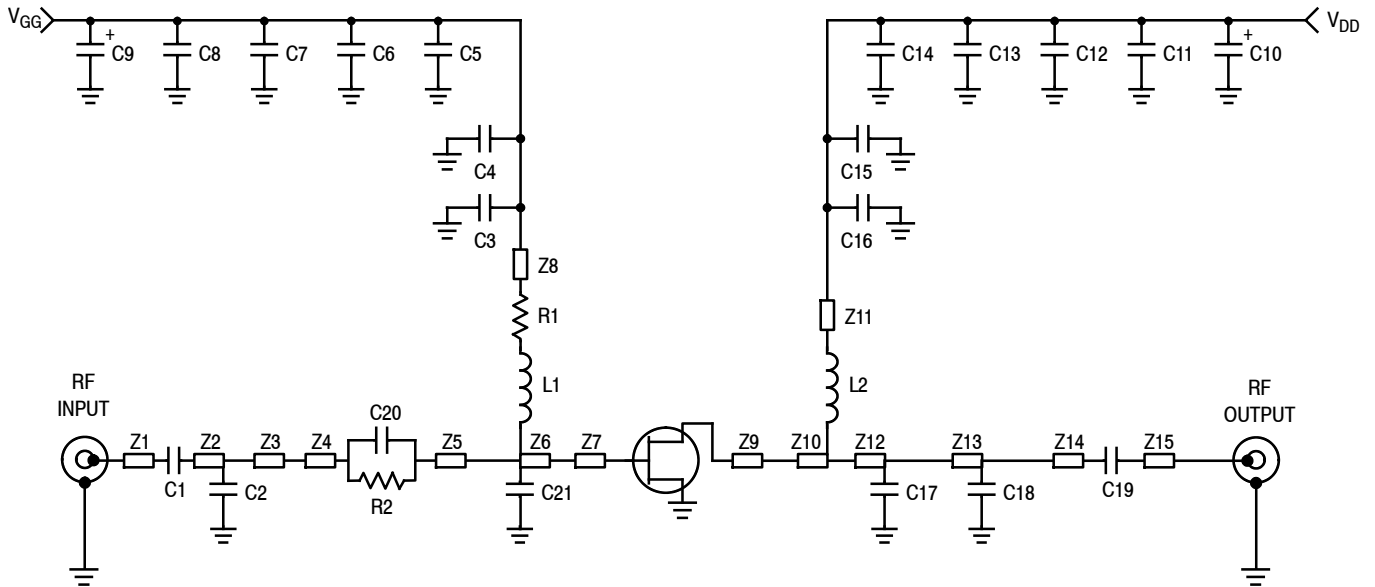 VGG
VDD
+
C9
C8
C7
C6
C5
C14
C13
C12
C11
+
C10
C4
C15
C3
C16
Z8
R1
Z11
L1
L2
RF
INPUT
RF
OUTPUT
C20
Z1
Z2
Z3
Z4
Z5
Z6
Z7
Z9
Z10
Z12
Z13
Z14
Z15
C1
C2
R2
C21
C17
C18
C19